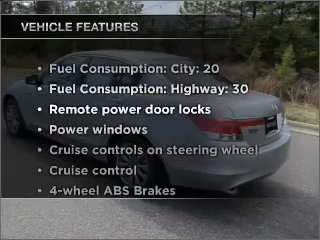 VEHICLE FEATURES
• Fuel Consumption: City: 20
• Fuel Consumption: Highway: 30
• Remote power door locks
• Power windows
• Cruise controls on steering wheel
• Cruise control
• 4-wheel ABS Brakes